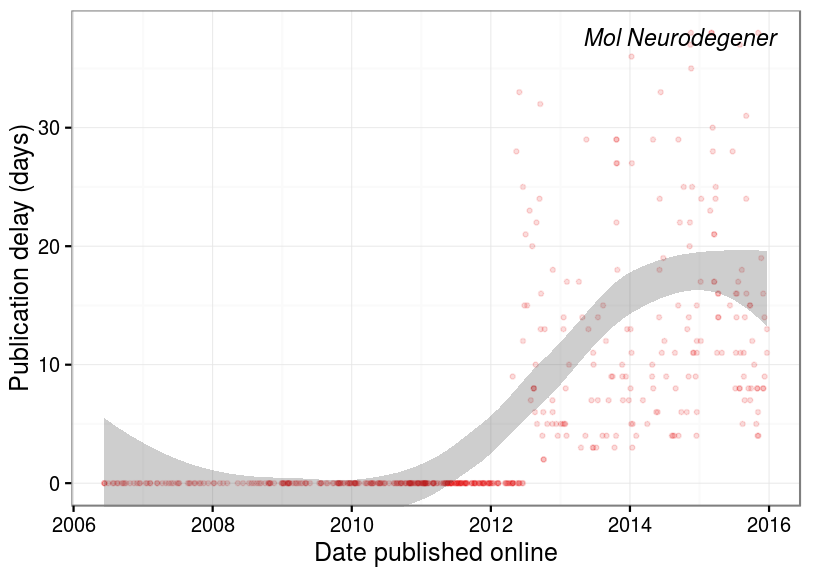 Mol Neurodegener
Publication delay (days)
30
20
10
0
2006 2008 2010 2012 2014 2016
Date published online